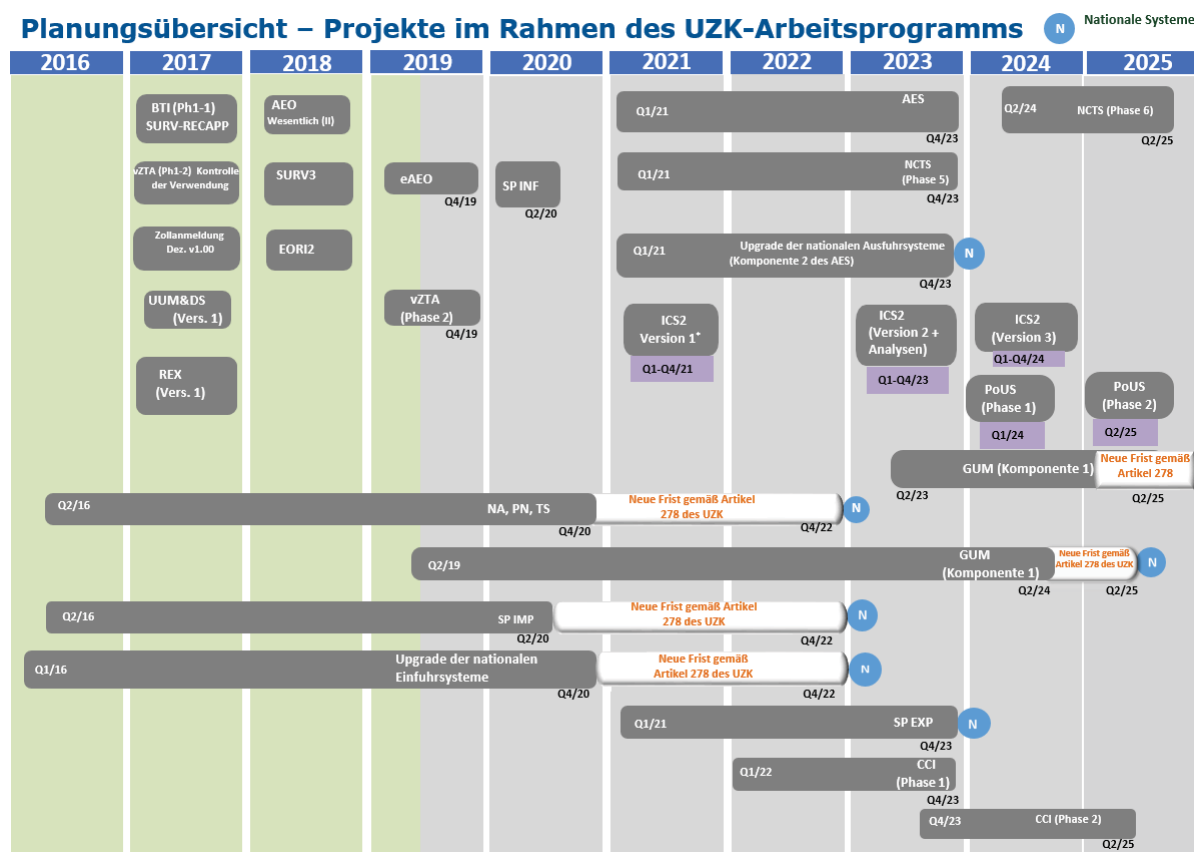 Planungsübersicht – Projekte im Rahmen des UZK-Arbeitsprogramms
N
Nationale Systeme
2016
2017
2018
2019
2020
2021
2022
2023
2024
2025
BTI (Ph1-1)
SURV-RECAPP
AEO
Wesentlich (II)
Q1/21
AES
Q4/23
Q2/24
NCTS (Phase 6)
Q2/25
vZTA (Ph1-2) Kontrolle
der Verwendung
SURV3
eAEO
Q4/19
SP INF
Q2/20
Q1/21
NCTS
(Phase 5)
Q4/23
Zollanmeldung
Dez. v1.00
EORI2
Q1/21
Upgrade der nationalen Ausfuhrsysteme
(Komponente 2 des AES)
Q4/23
N
UUM&DS
(Vers. 1)
vZTA
(Phase 2)
Q4/19
ICS2
Version 1*
Q1-Q4/21
ICS2
(Version 2 +
Analysen)
Q1-Q4/23
ICS2
(Version 3)
Q1-Q4/24
REX
(Vers. 1)
PoUS
(Phase 1)
Q1/24
PoUS
(Phase 2)
Q2/25
GUM (Komponente 1)
Q2/23
Neue Frist gemäß
Artikel 278
Q2/25
Q2/16
NA, PN, TS
Q4/20
Neue Frist gemäß Artikel
278 des UZK
Q4/22
N
Q2/19
GUM
(Komponente 1)
Q2/24
Neue Frist gemäß
Artikel 278 des UZK
Q2/25
N
Q2/16
SP IMP
Q2/20
Neue Frist gemäß Artikel
278 des UZK
Q4/22
N
Q1/16
Upgrade der nationalen
Einfuhrsysteme
Q4/20
Neue Frist gemäß
Artikel 278 des UZK
Q4/22
N
Q1/21
SP EXP
Q4/23
N
Q1/22
CCI
(Phase 1)
Q4/23
Q4/23
CCI (Phase 2)
Q2/25